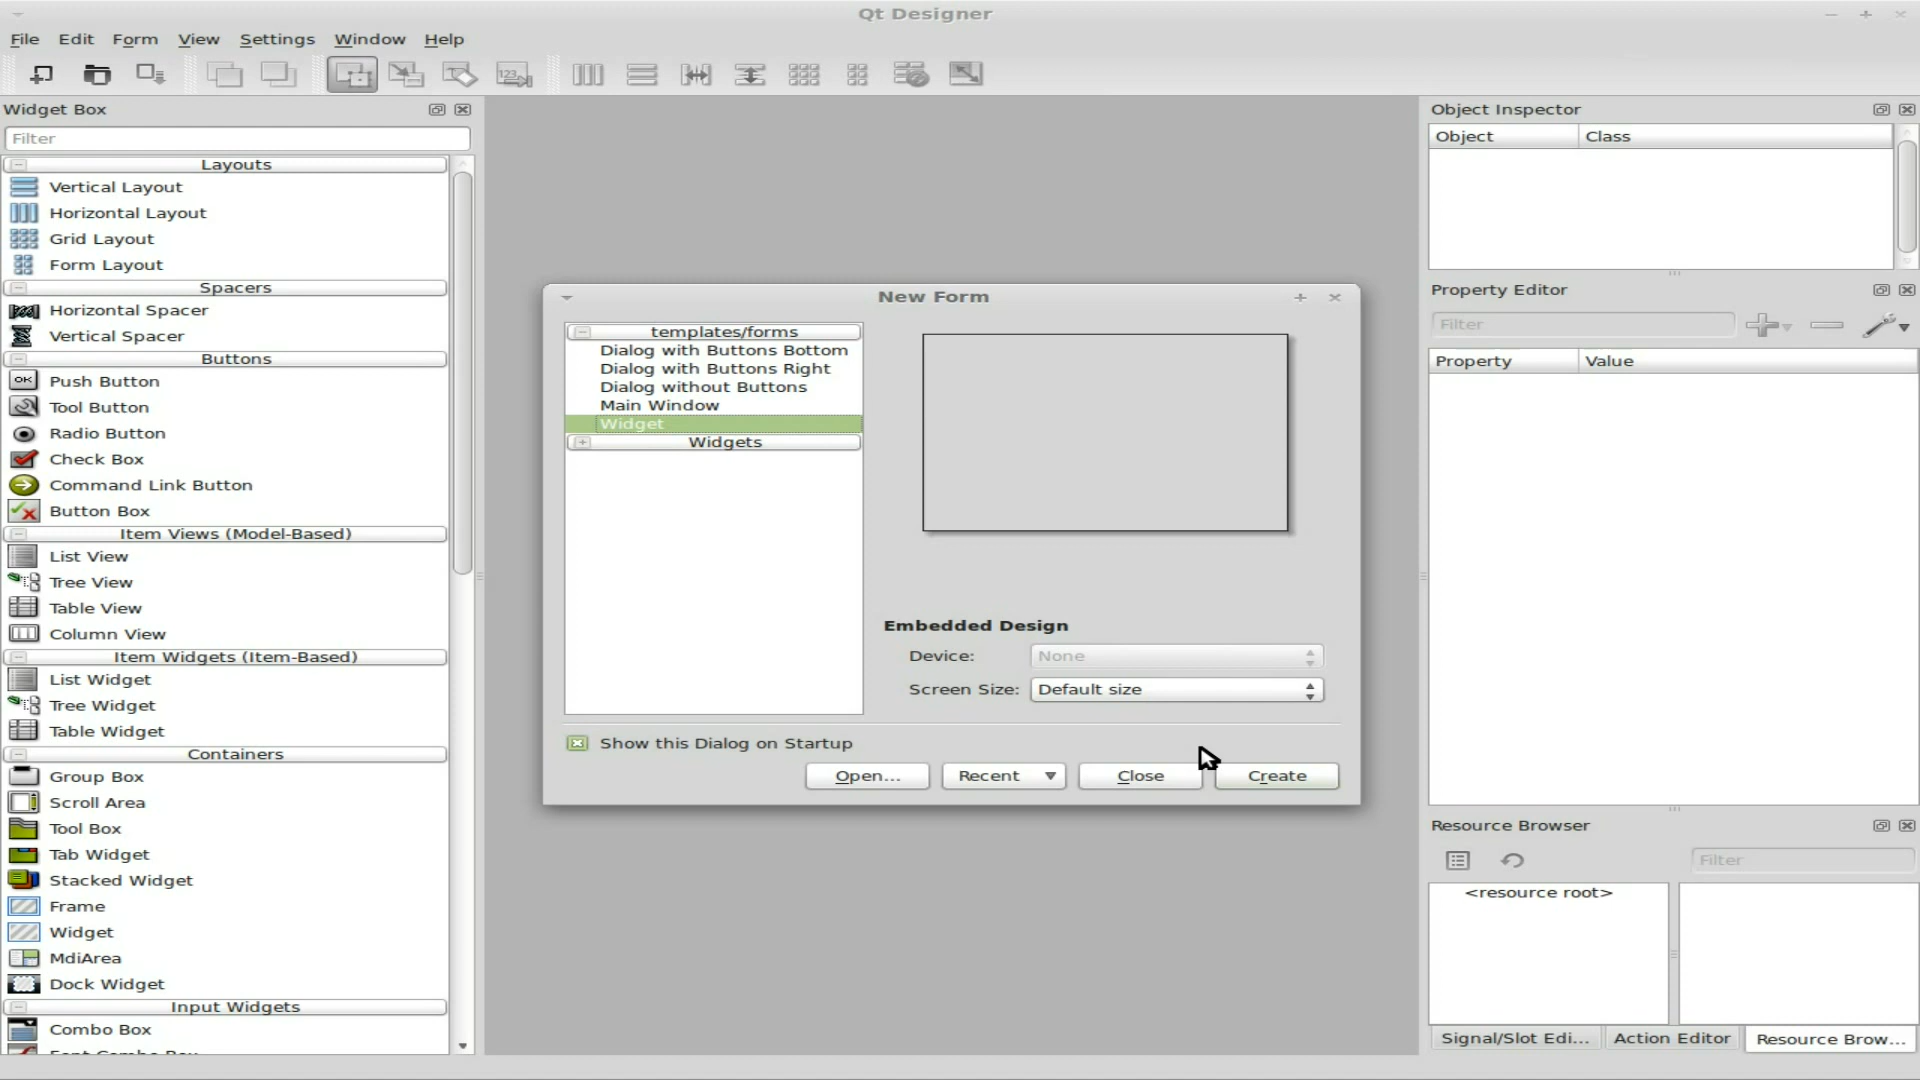 Qt Designer
File Edit Form View Settings Window Help
Widget Box
Filter
Layouts
Vertical Layout
Horizontal Layout
Grid Layout
Form Layout
Spacers
Horizontal Spacer
Vertical Spacer
Buttons
OK Push Button
Tool Button
Radio Button
Check Box
Command Link Button
Button Box
Item Views (Model-Based)
List View
Tree View
Table View
Column View
Item Widgets (Item-Based)
List Widget
Tree Widget
Table Widget
Containers
Group Box
Scroll Area
Tool Box
Tab Widget
Stacked Widget
Frame
Widget
MdiArea
Dock Widget
Input Widgets
Combo Box
New Form
templates/forms
Dialog with Buttons Bottom
Dialog with Buttons Right
Dialog without Buttons
Main Window
Widget
Widgets
Embedded Design
Device: None
Screen Size: Default size
Show this Dialog on Startup
Open... Recent Close Create
Object Inspector
Object Class
Property Editor
Filter
Property Value
Resource Browser
Filter
<resource root>
Signal/Slot Edi... Action Editor Resource Brow...